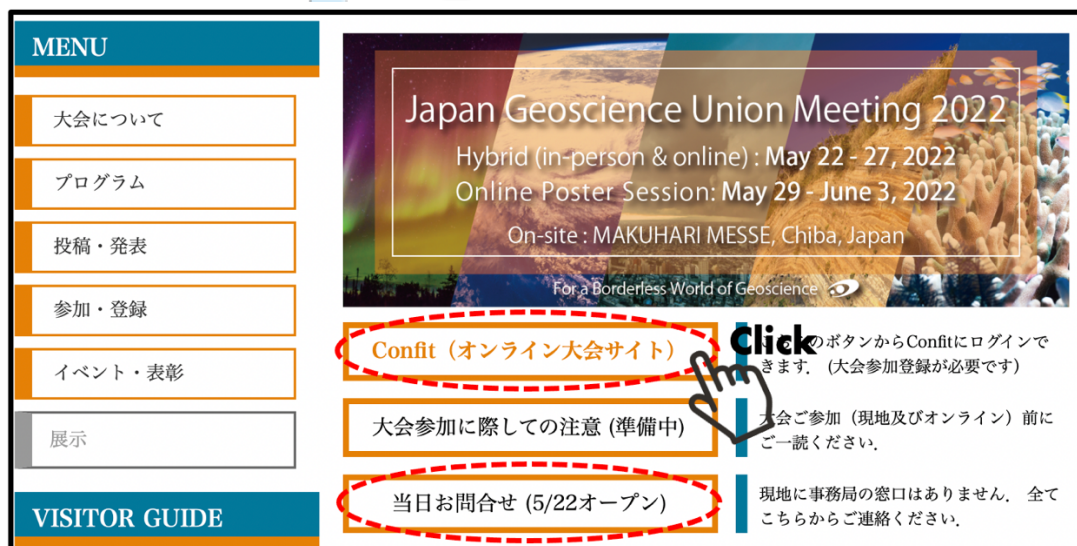 MENU
大会について
プログラム
投稿・発表
参加・登録
イベント・表彰
展示
VISITOR GUIDE
Japan Geoscience Union Meeting 2022
Hybrid (in-person & online) : May 22 - 27, 2022
Online Poster Session: May 29 - June 3, 2022
On-site : MAKUHARI MESSE, Chiba, Japan
For a Borderless World of Geoscience
Confit（オンライン大会サイト）
Click
のボタンからConfitにログインで
きます． (大会参加登録が必要です)
大会参加に際しての注意 (準備中)
大会ご参加（現地及びオンライン）前に
ご一読ください．
当日お問合せ (5/22オープン)
現地に事務局の窓口はありません． 全て
こちらからご連絡ください．